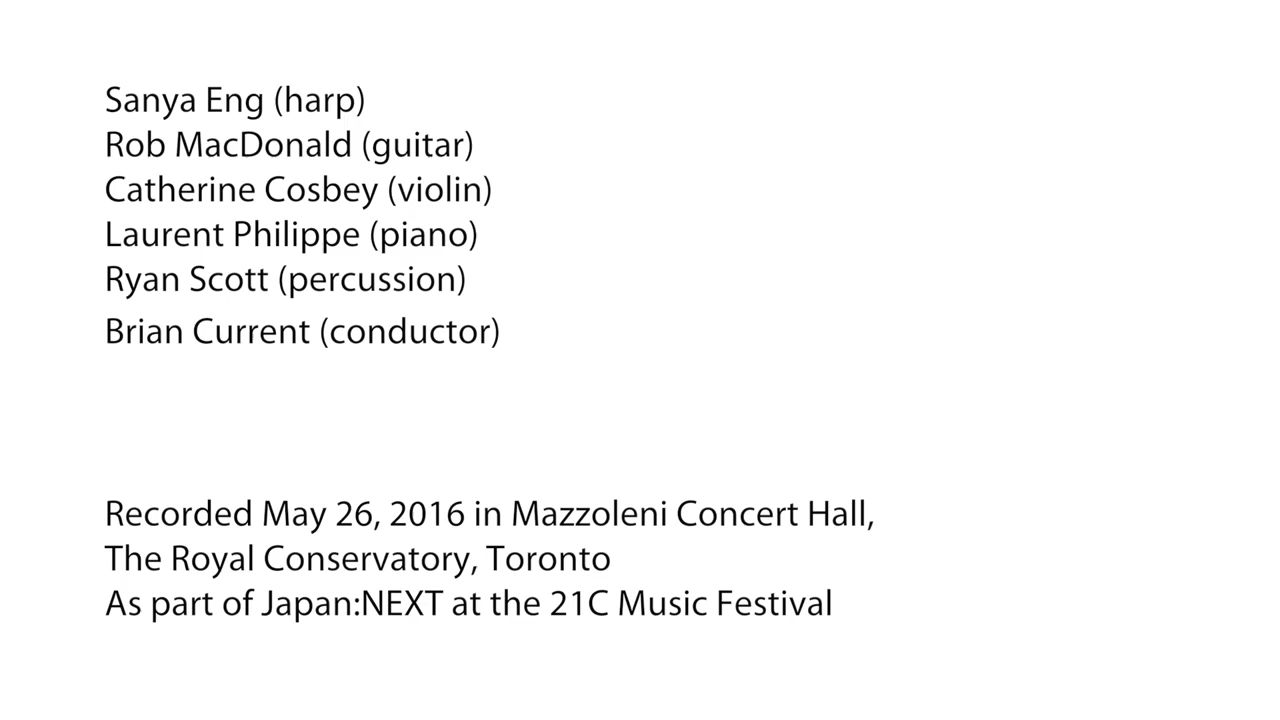 Sanya Eng (harp)
Rob MacDonald (guitar)
Catherine Cosbey (violin)
Laurent Philippe (piano)
Ryan Scott (percussion)
Brian Current (conductor)
Recorded May 26, 2016 in Mazzoleni Concert Hall,
The Royal Conservatory, Toronto
As part of Japan:NEXT at the 21C Music Festival